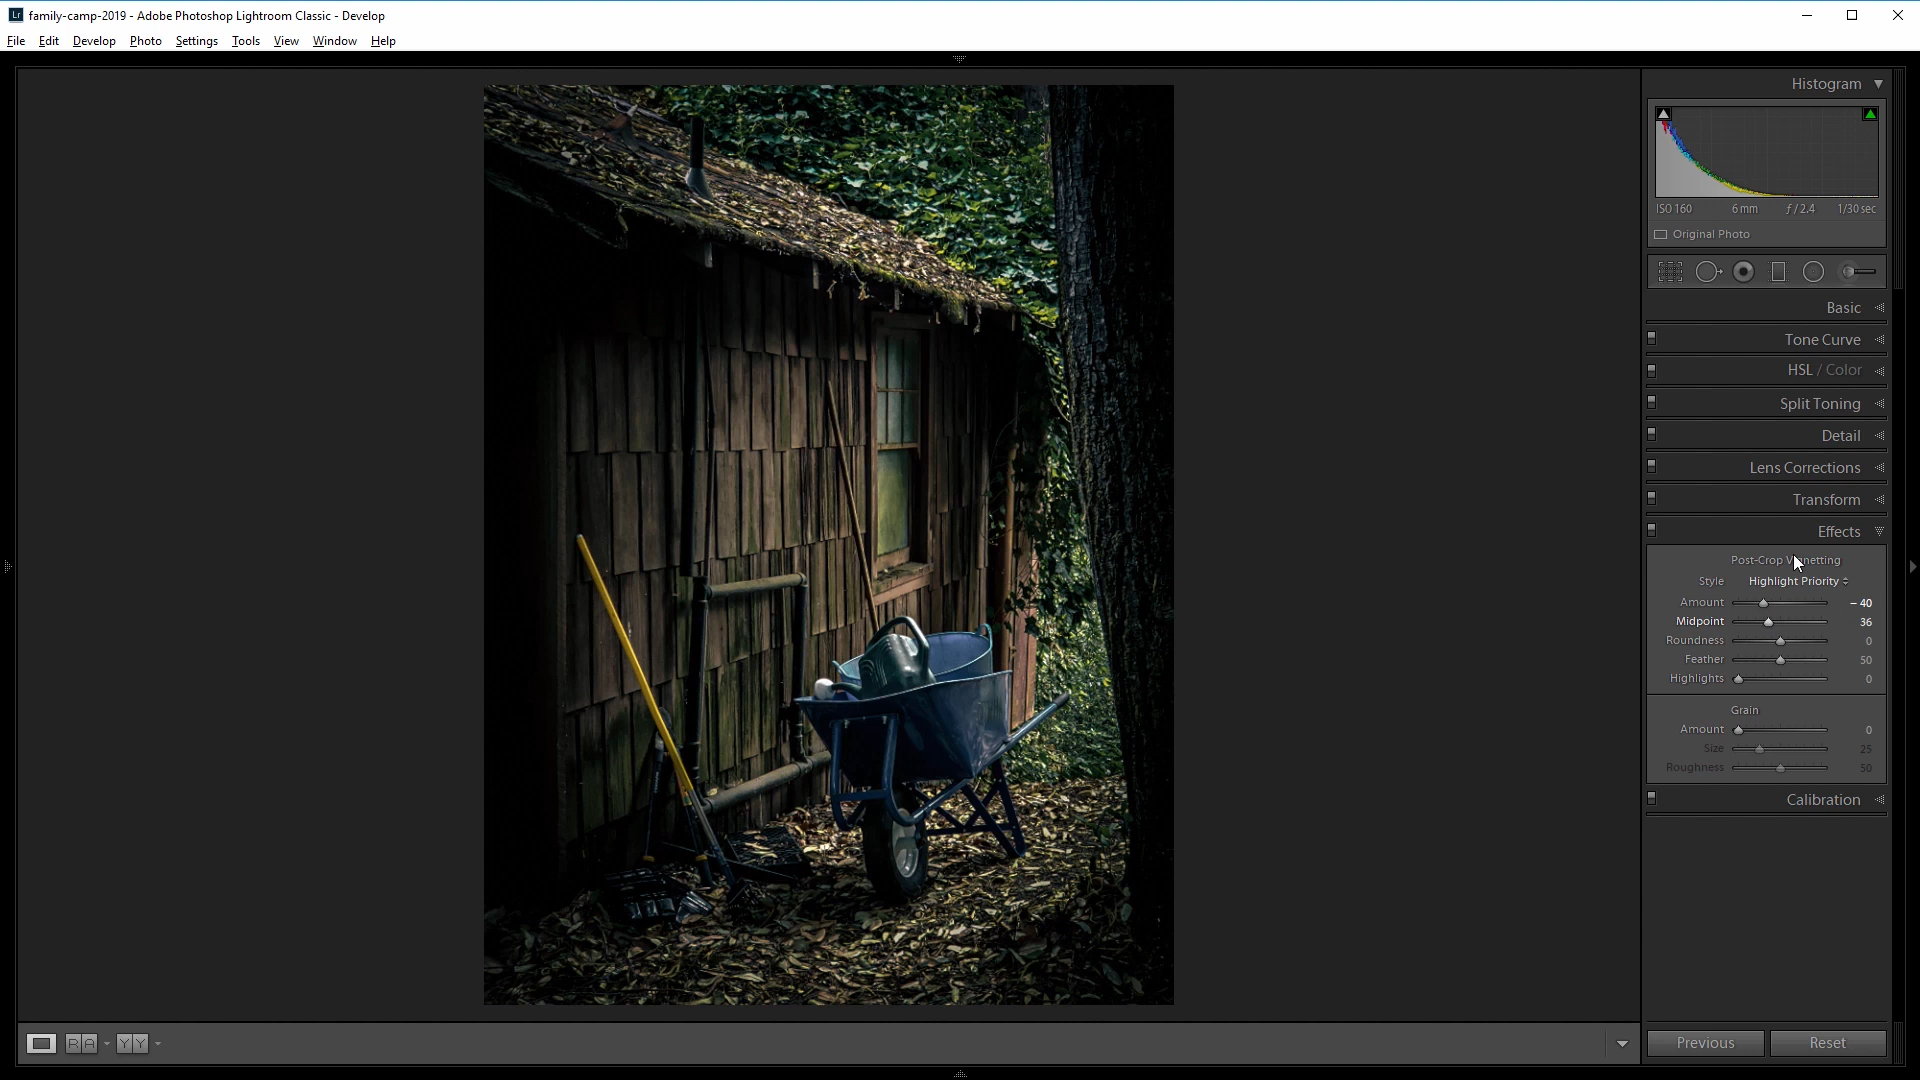 Lr family-camp-2019 - Adobe Photoshop Lightroom Classic - Develop
File Edit Develop Photo Settings Tools View Window Help
Histogram
ISO 160 6 mm ƒ / 2.4 1/30 sec
Original Photo
Basic
Tone Curve
HSL / Color
Split Toning
Detail
Lens Corrections
Transform
Effects
Post-Crop Vignetting
Style Highlight Priority
Amount – 40
Midpoint 36
Roundness 0
Feather 50
Highlights 0
Grain
Amount 0
Size 25
Roughness 50
Calibration
R A Y Y
Previous Reset